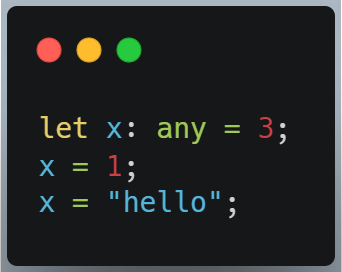 let x: any = 3;
x = 1;
x = "hello";